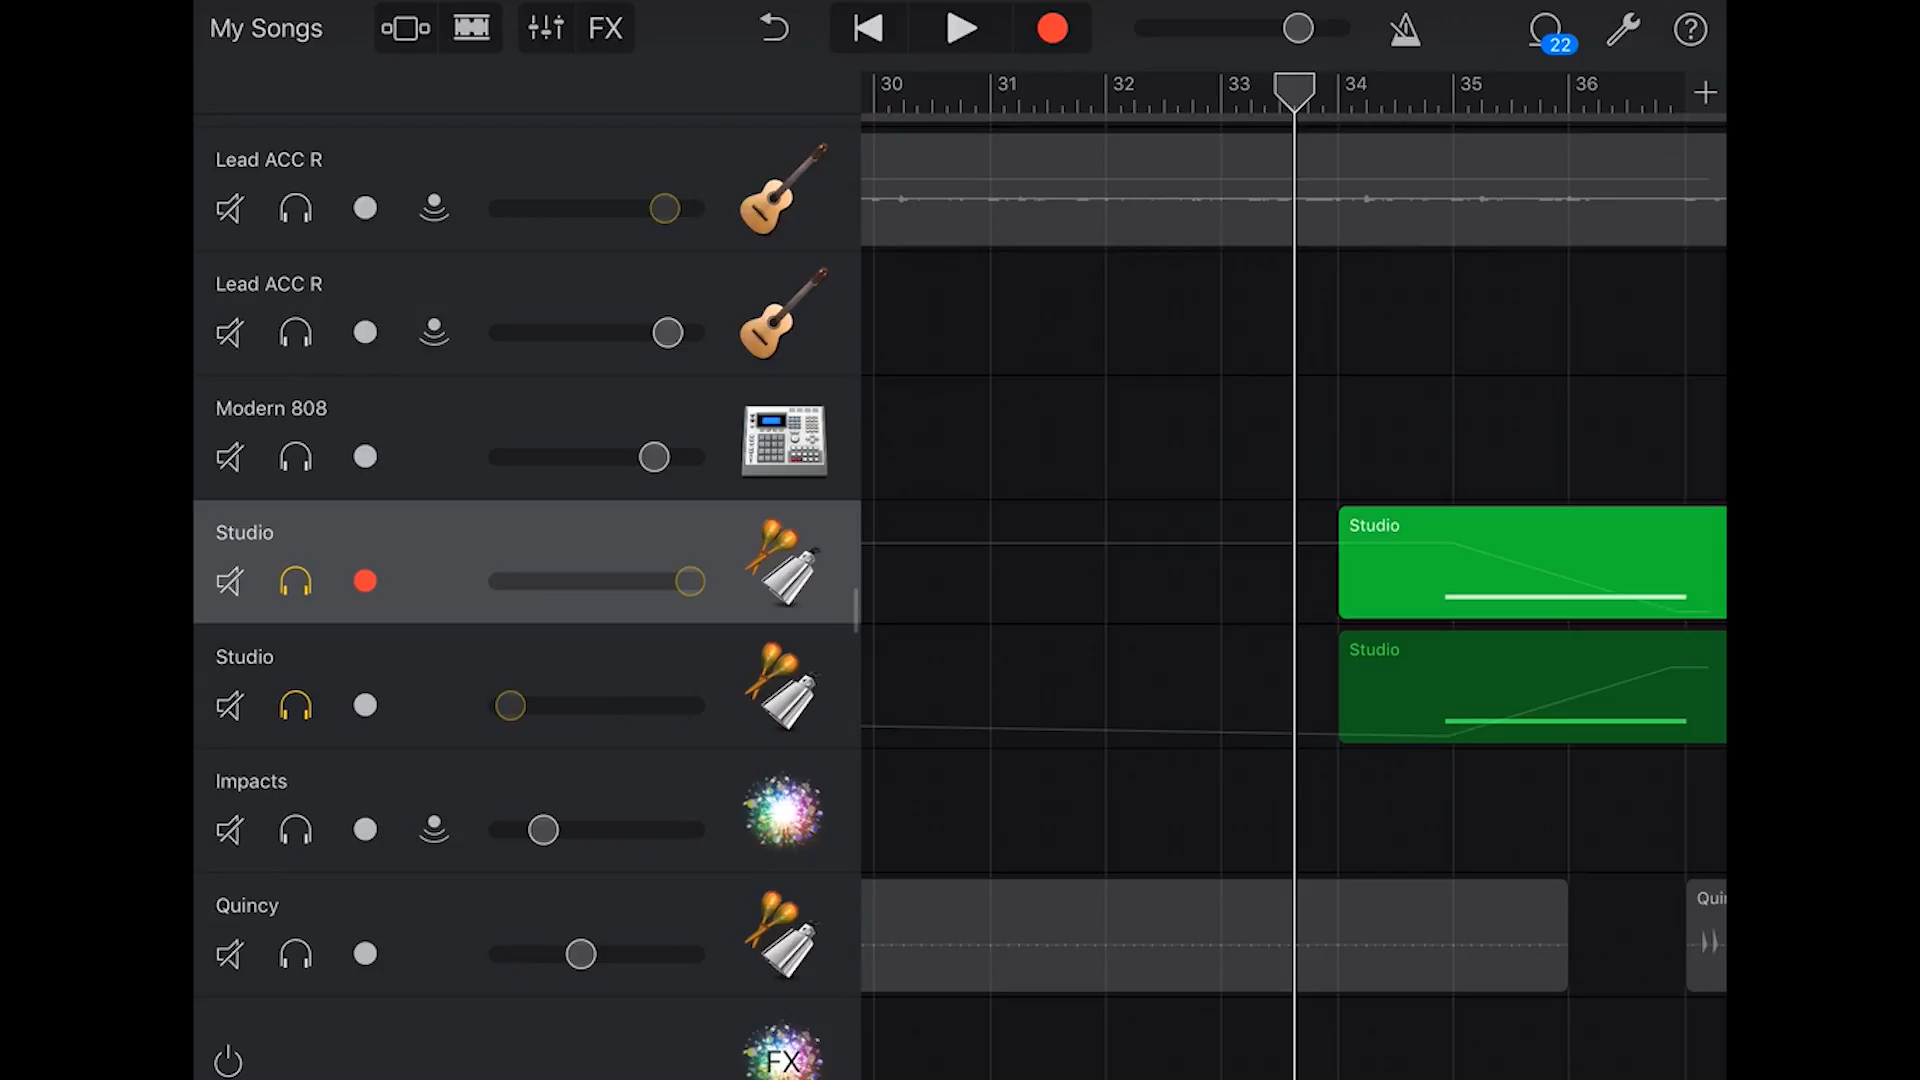 My Songs
FX
22
30
31
32
33
34
35
36
Lead ACC R
Lead ACC R
Modern 808
Studio
Studio
Studio
Studio
Impacts
Quincy
Qui
FX